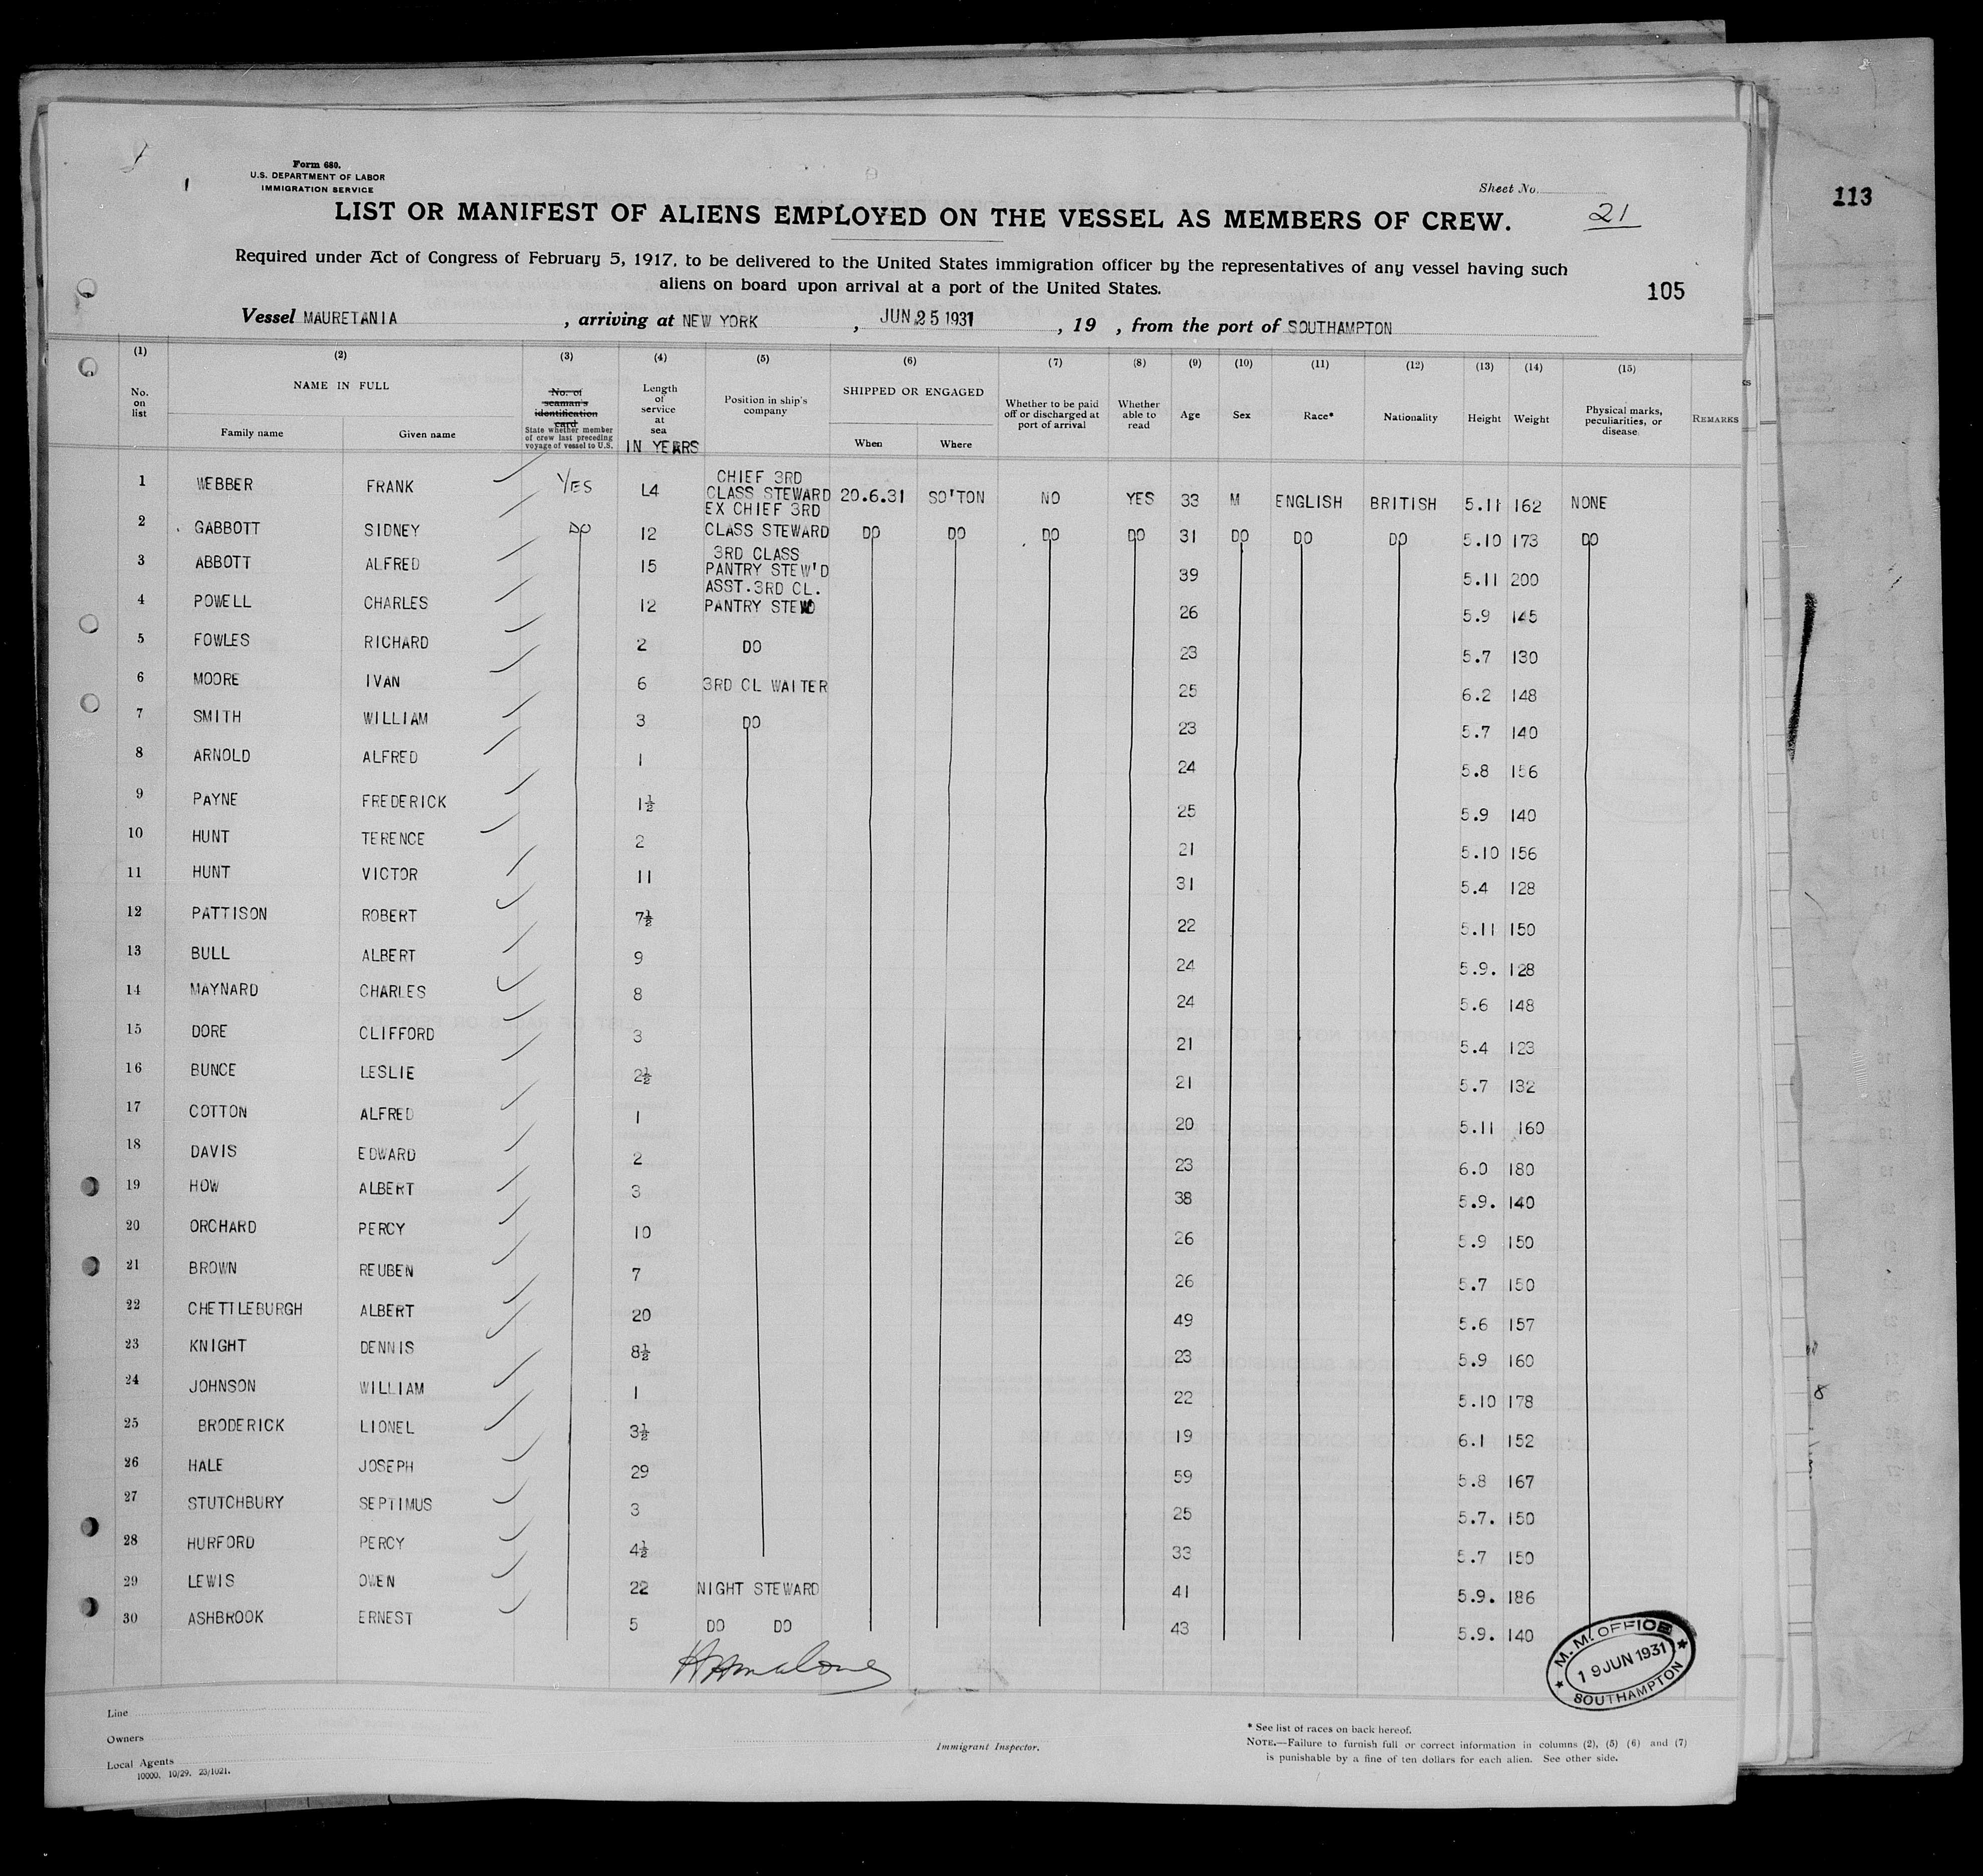 Form 680.
U.S. DEPARTMENT OF LABOR
IMMIGRATION SERVICE
Sheet No.
21
113
LIST OR MANIFEST OF ALIENS EMPLOYED ON THE VESSEL AS MEMBERS OF CREW.
Required under Act of Congress of February 5, 1917, to be delivered to the United States immigration officer by the representatives of any vessel having such
aliens on board upon arrival at a port of the United States.
105
Vessel MAURETANIA, arriving at NEW YORK, JUN 25 1931, 19 , from the port of SOUTHAMPTON
(1) (2) (3) (4) (5) (6) (7) (8) (9) (10) (11) (12) (13) (14) (15)
No. on list
NAME IN FULL
Family name Given name
No. of seaman's identification card
State whether member of crew last preceding voyage of vessel to U.S.
Length of service at sea
IN YEARS
Position in ship's company
SHIPPED OR ENGAGED
When Where
Whether to be paid off or discharged at port of arrival
Whether able to read
Age
Sex
Race*
Nationality
Height
Weight
Physical marks, peculiarities, or disease
REMARKS
1 WEBBER FRANK YES L4 CHIEF 3RD CLASS STEWARD 20.6.31 SO'TON NO YES 33 M ENGLISH BRITISH 5.11 162 NONE
2 GABBOTT SIDNEY DO 12 EX CHIEF 3RD CLASS STEWARD DO DO DO DO 31 DO DO DO 5.10 173 DO
3 ABBOTT ALFRED 15 3RD CLASS PANTRY STEW'D 39 5.11 200
4 POWELL CHARLES 12 ASST.3RD CL. PANTRY STEWD 26 5.9 145
5 FOWLES RICHARD 2 DO 23 5.7 130
6 MOORE IVAN 6 3RD CL WAITER 25 6.2 148
7 SMITH WILLIAM 3 DO 23 5.7 140
8 ARNOLD ALFRED 1 24 5.8 156
9 PAYNE FREDERICK 1½ 25 5.9 140
10 HUNT TERENCE 2 21 5.10 156
11 HUNT VICTOR 11 31 5.4 128
12 PATTISON ROBERT 7½ 22 5.11 150
13 BULL ALBERT 9 24 5.9. 128
14 MAYNARD CHARLES 8 24 5.6 148
15 DORE CLIFFORD 3 21 5.4 123
16 BUNCE LESLIE 2½ 21 5.7 132
17 COTTON ALFRED 1 20 5.11 160
18 DAVIS EDWARD 2 23 6.0 180
19 HOW ALBERT 3 38 5.9. 140
20 ORCHARD PERCY 10 26 5.9 150
21 BROWN REUBEN 7 26 5.7 150
22 CHETTLEBURGH ALBERT 20 49 5.6 157
23 KNIGHT DENNIS 8½ 23 5.9 160
24 JOHNSON WILLIAM 1 22 5.10 178
25 BRODERICK LIONEL 3½ 19 6.1 152
26 HALE JOSEPH 29 59 5.8 167
27 STUTCHBURY SEPTIMUS 3 25 5.7. 150
28 HURFORD PERCY 4½ 33 5.7 150
29 LEWIS OWEN 22 NIGHT STEWARD 41 5.9. 186
30 ASHBROOK ERNEST 5 DO DO 43 5.9. 140
M.M. OFFICE
19 JUN 1931
SOUTHAMPTON
Line
Owners
Local Agents
10000. 10/29. 23/1021.
Immigrant Inspector.
* See list of races on back hereof.
NOTE.—Failure to furnish full or correct information in columns (2), (5) (6) and (7)
is punishable by a fine of ten dollars for each alien. See other side.
8